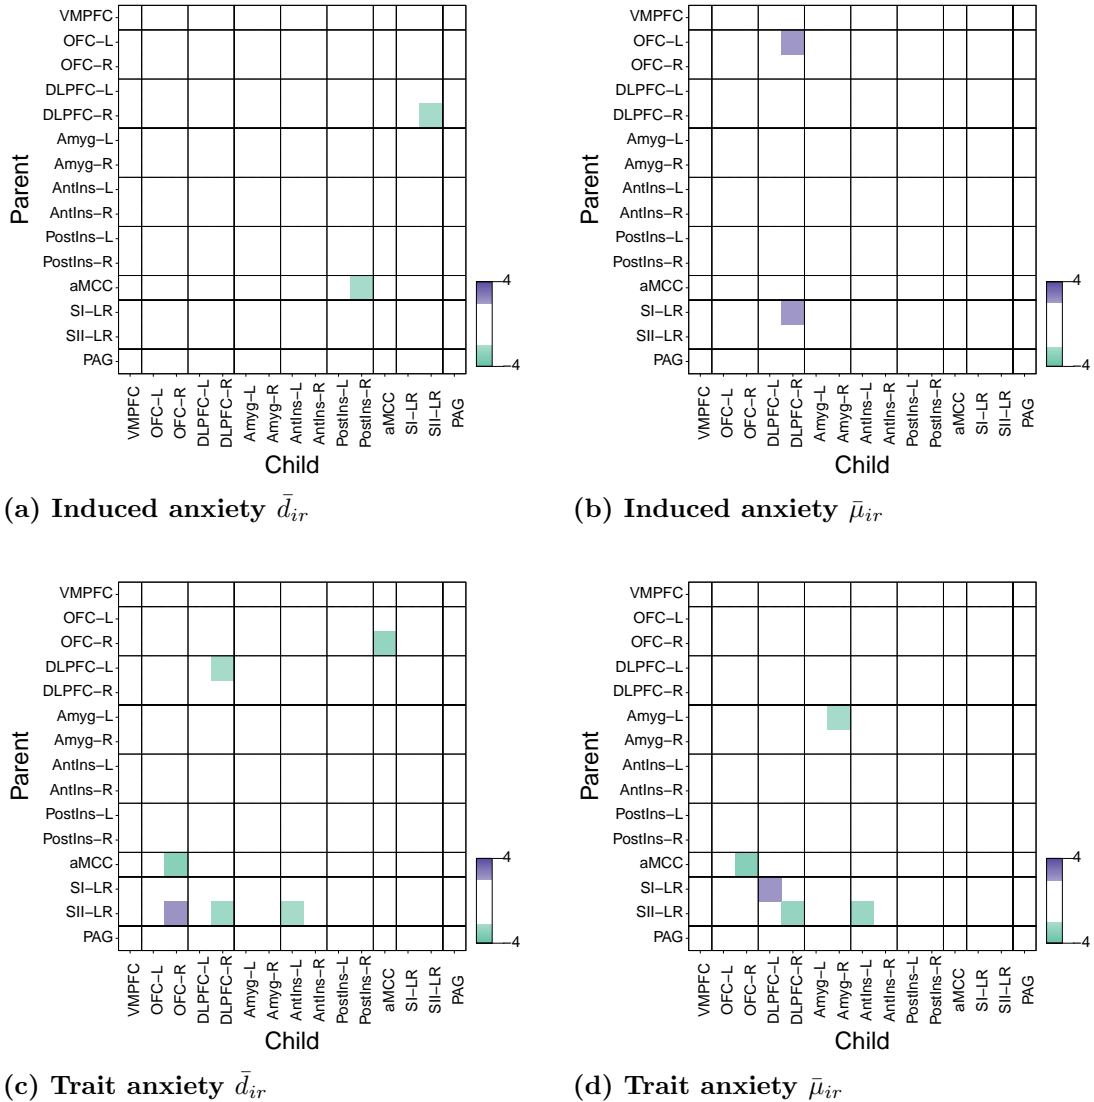 VMPFC
OFC−L
OFC−R
DLPFC−L
DLPFC−R
Amyg−L
Amyg−R
AntIns−L
AntIns−R
PostIns−L
PostIns−R
aMCC
SI−LR
SII−LR
PAG
Parent
4
−4
VMPFC
OFC−L
OFC−R
DLPFC−L
DLPFC−R
Amyg−L
Amyg−R
AntIns−L
AntIns−R
PostIns−L
PostIns−R
aMCC
SI−LR
SII−LR
PAG
Child
(a) Induced anxiety d̄ᵢᵣ
VMPFC
OFC−L
OFC−R
DLPFC−L
DLPFC−R
Amyg−L
Amyg−R
AntIns−L
AntIns−R
PostIns−L
PostIns−R
aMCC
SI−LR
SII−LR
PAG
Parent
4
−4
VMPFC
OFC−L
OFC−R
DLPFC−L
DLPFC−R
Amyg−L
Amyg−R
AntIns−L
AntIns−R
PostIns−L
PostIns−R
aMCC
SI−LR
SII−LR
PAG
Child
(b) Induced anxiety μ̄ᵢᵣ
VMPFC
OFC−L
OFC−R
DLPFC−L
DLPFC−R
Amyg−L
Amyg−R
AntIns−L
AntIns−R
PostIns−L
PostIns−R
aMCC
SI−LR
SII−LR
PAG
Parent
4
−4
VMPFC
OFC−L
OFC−R
DLPFC−L
DLPFC−R
Amyg−L
Amyg−R
AntIns−L
AntIns−R
PostIns−L
PostIns−R
aMCC
SI−LR
SII−LR
PAG
Child
(c) Trait anxiety d̄ᵢᵣ
VMPFC
OFC−L
OFC−R
DLPFC−L
DLPFC−R
Amyg−L
Amyg−R
AntIns−L
AntIns−R
PostIns−L
PostIns−R
aMCC
SI−LR
SII−LR
PAG
Parent
4
−4
VMPFC
OFC−L
OFC−R
DLPFC−L
DLPFC−R
Amyg−L
Amyg−R
AntIns−L
AntIns−R
PostIns−L
PostIns−R
aMCC
SI−LR
SII−LR
PAG
Child
(d) Trait anxiety μ̄ᵢᵣ